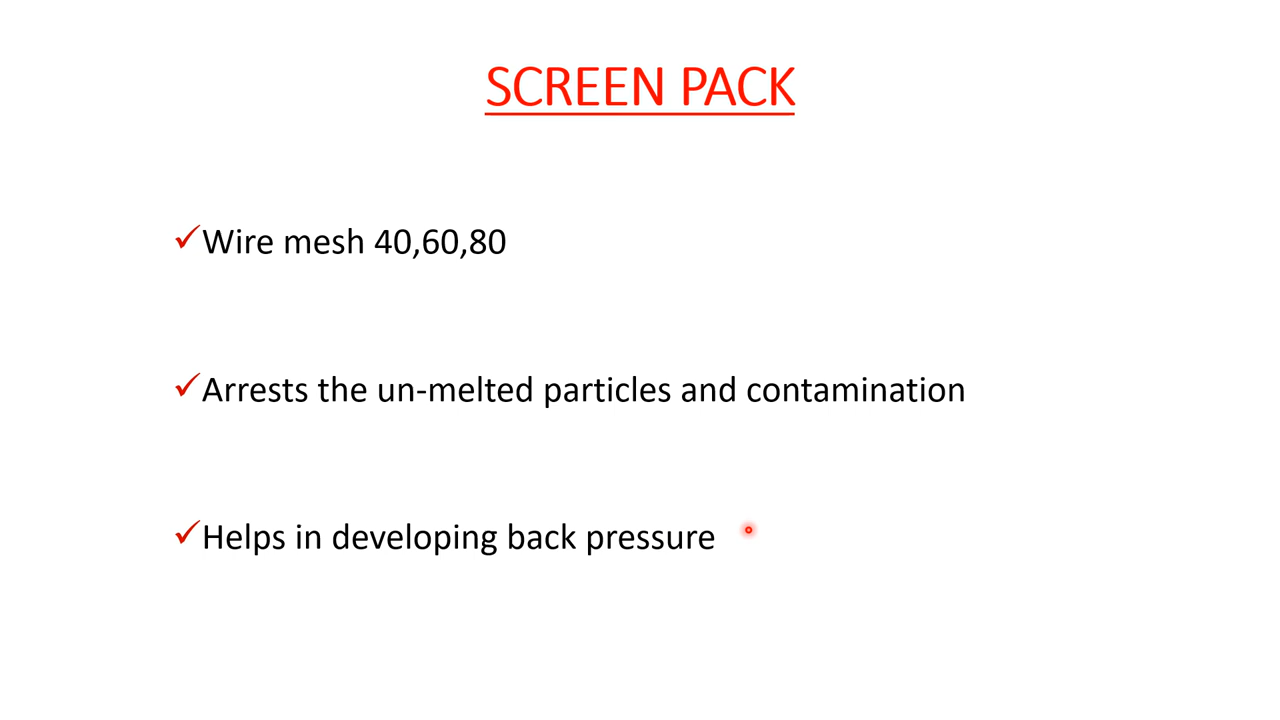 SCREEN PACK
✓Wire mesh 40,60,80
✓Arrests the un-melted particles and contamination
✓Helps in developing back pressure